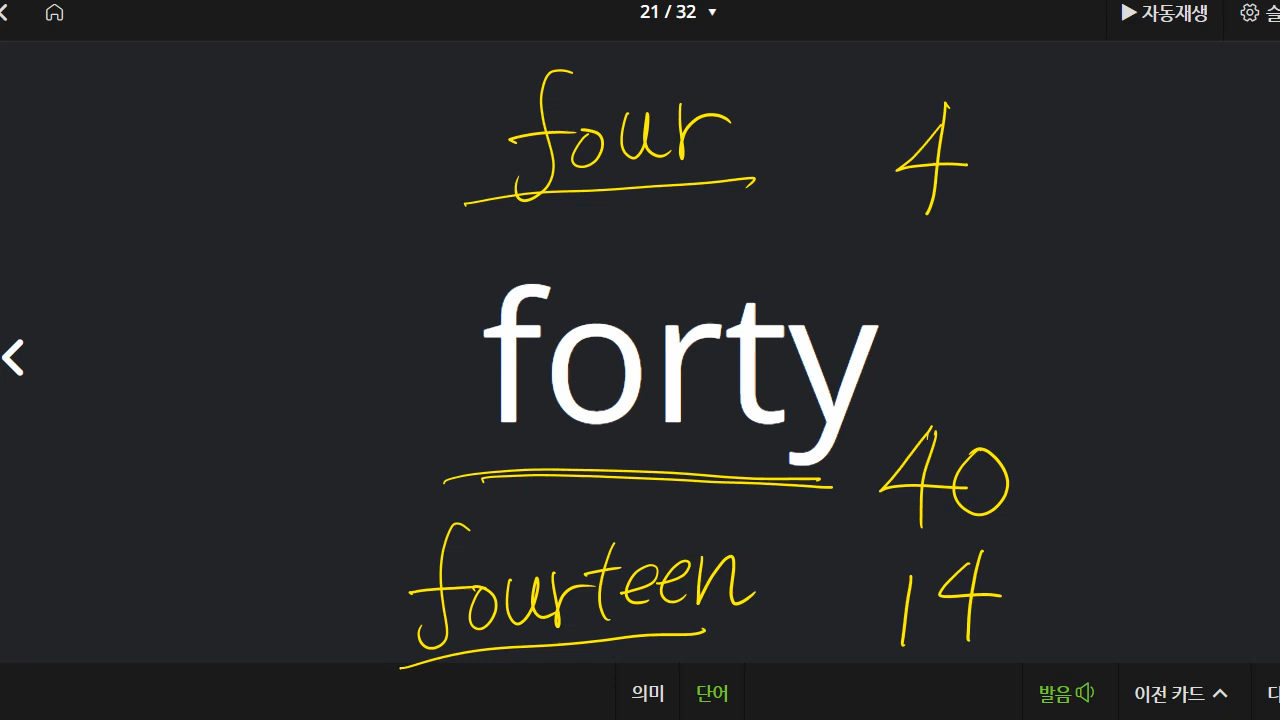 21 / 32 ▼
▶ 자동재생
four 4
forty
40
fourteen 14
의미 단어 발음 이전 카드